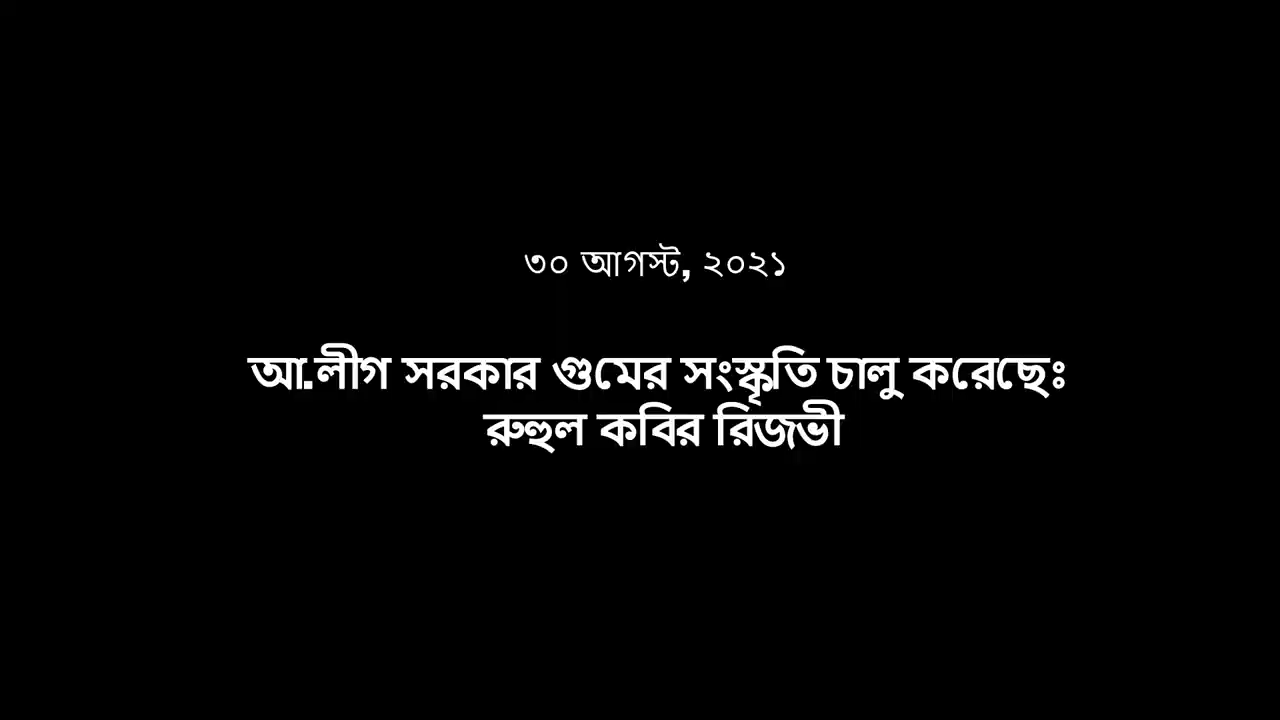 ৩০ আগস্ট, ২০২১
আ.লীগ সরকার গুমের সংস্কৃতি চালু করেছেঃ
রুহুল কবির রিজভী